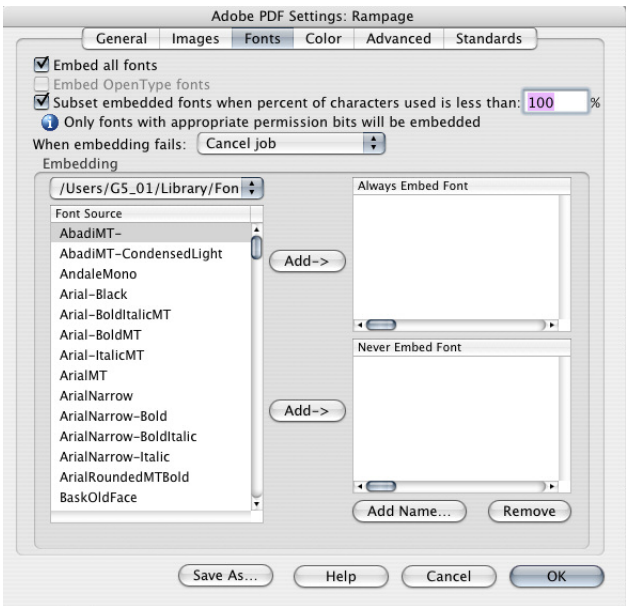 Adobe PDF Settings: Rampage
General Images Fonts Color Advanced Standards
Embed all fonts
Embed OpenType fonts
Subset embedded fonts when percent of characters used is less than: 100 %
Only fonts with appropriate permission bits will be embedded
When embedding fails: Cancel job
Embedding
/Users/G5_01/Library/Fon
Font Source
AbadiMT-
AbadiMT-CondensedLight
AndaleMono
Arial-Black
Arial-BoldItalicMT
Arial-BoldMT
Arial-ItalicMT
ArialMT
ArialNarrow
ArialNarrow-Bold
ArialNarrow-BoldItalic
ArialNarrow-Italic
ArialRoundedMTBold
BaskOldFace
Add->
Always Embed Font
Add->
Never Embed Font
Add Name... Remove
Save As... Help Cancel OK